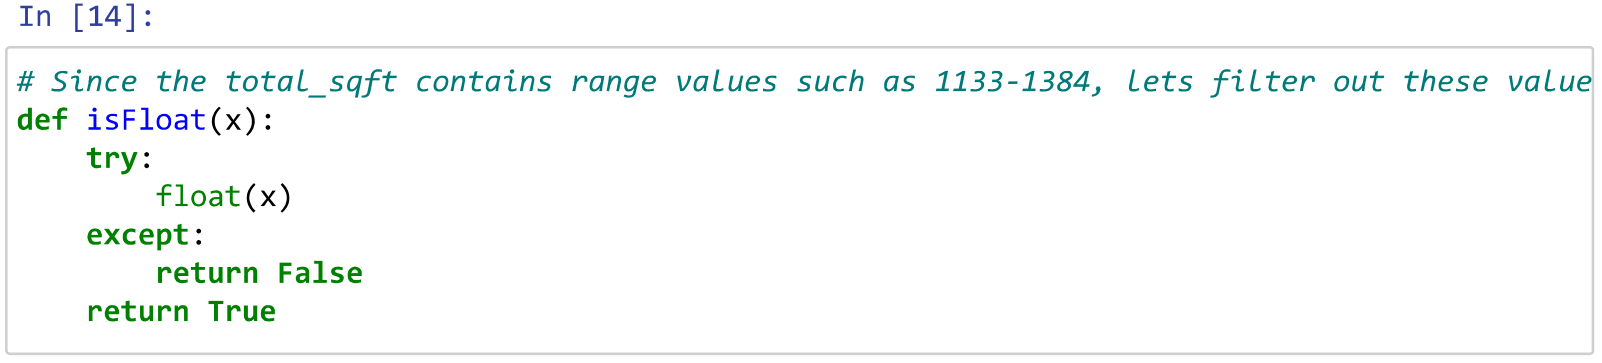 In [14]:
# Since the total_sqft contains range values such as 1133-1384, lets filter out these value
def isFloat(x):
    try:
        float(x)
    except:
        return False
    return True